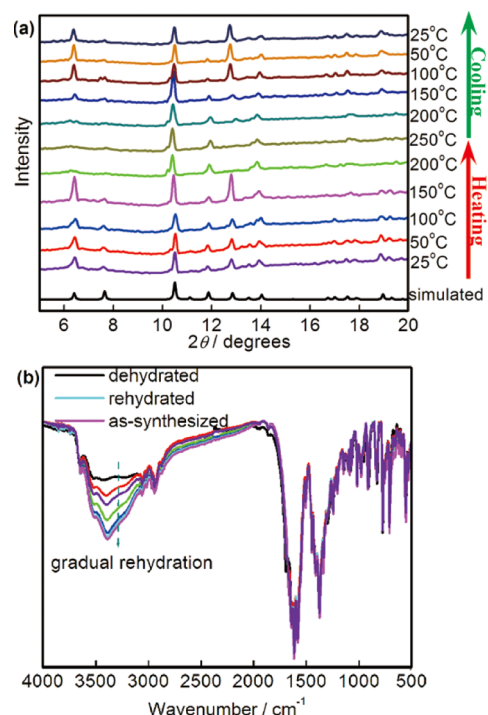 (a)
Intensity
25°C
50°C
100°C
150°C
200°C
250°C
200°C
150°C
100°C
50°C
25°C
simulated
Cooling
Heating
6 8 10 12 14 16 18 20
2θ / degrees
(b)
dehydrated
rehydrated
as-synthesized
gradual rehydration
4000 3500 3000 2500 2000 1500 1000 500
Wavenumber / cm⁻¹